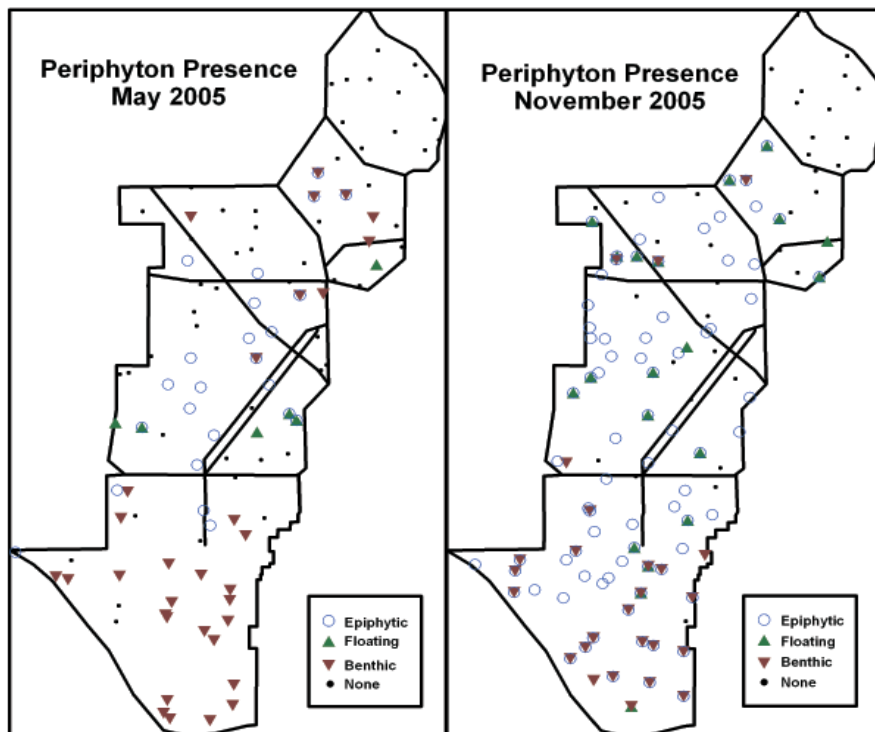 Periphyton Presence
May 2005
Epiphytic
Floating
Benthic
None
Periphyton Presence
November 2005
Epiphytic
Floating
Benthic
None